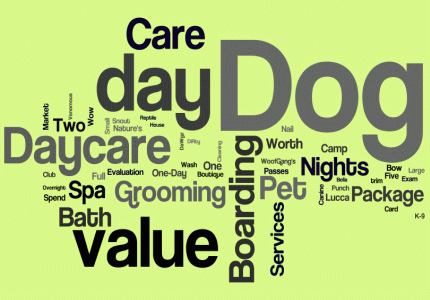 Care
day
Dog
Market
Two
Venomous
Wow
Small
Snout
Nature's
Reptile
House
Daycare
Dirty
Cleaning
Nail
Worth
Camp
Club
Full
Evaluation
One-Day
Wash
One
Boutique
WoofGang's
Passes
Nights
Bow
Five
Large
Exam
Overnight
Spend
Spa
Grooming
Boarding
Pet
Canine
Bella
Punch
Lucca
trim
Package
Card
K-9
Bath
value
Services